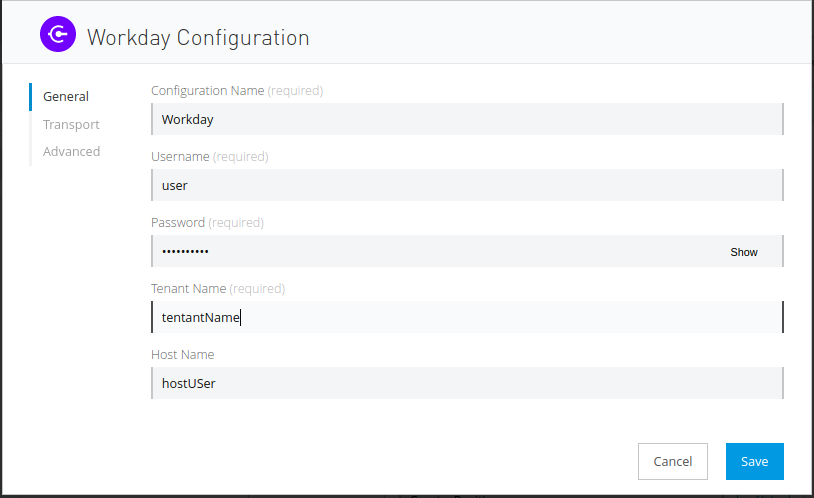 Workday Configuration
General
Transport
Advanced
Configuration Name (required)
Workday
Username (required)
user
Password (required)
•••••••••• Show
Tenant Name (required)
tentantName
Host Name
hostUSer
Cancel Save